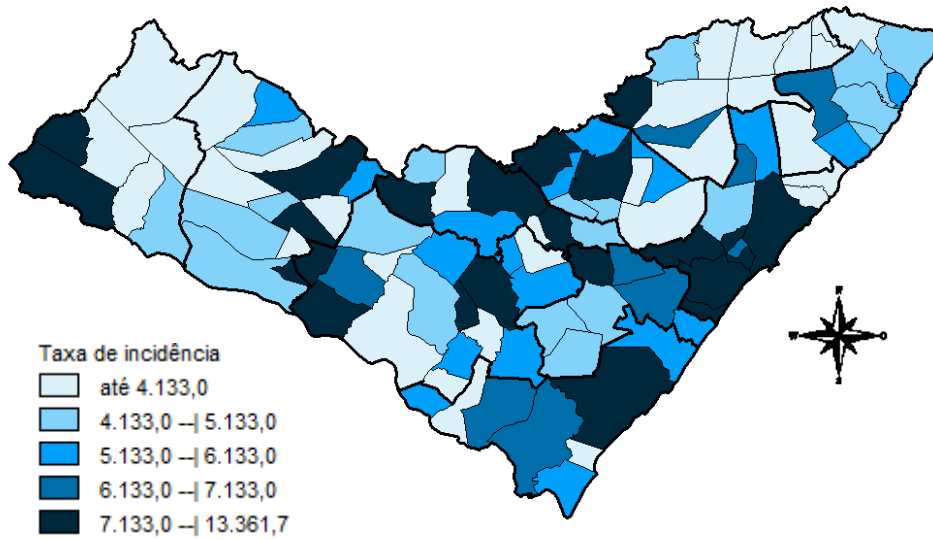 Taxa de incidência
até 4.133,0
4.133,0 --| 5.133,0
5.133,0 --| 6.133,0
6.133,0 --| 7.133,0
7.133,0 --| 13.361,7